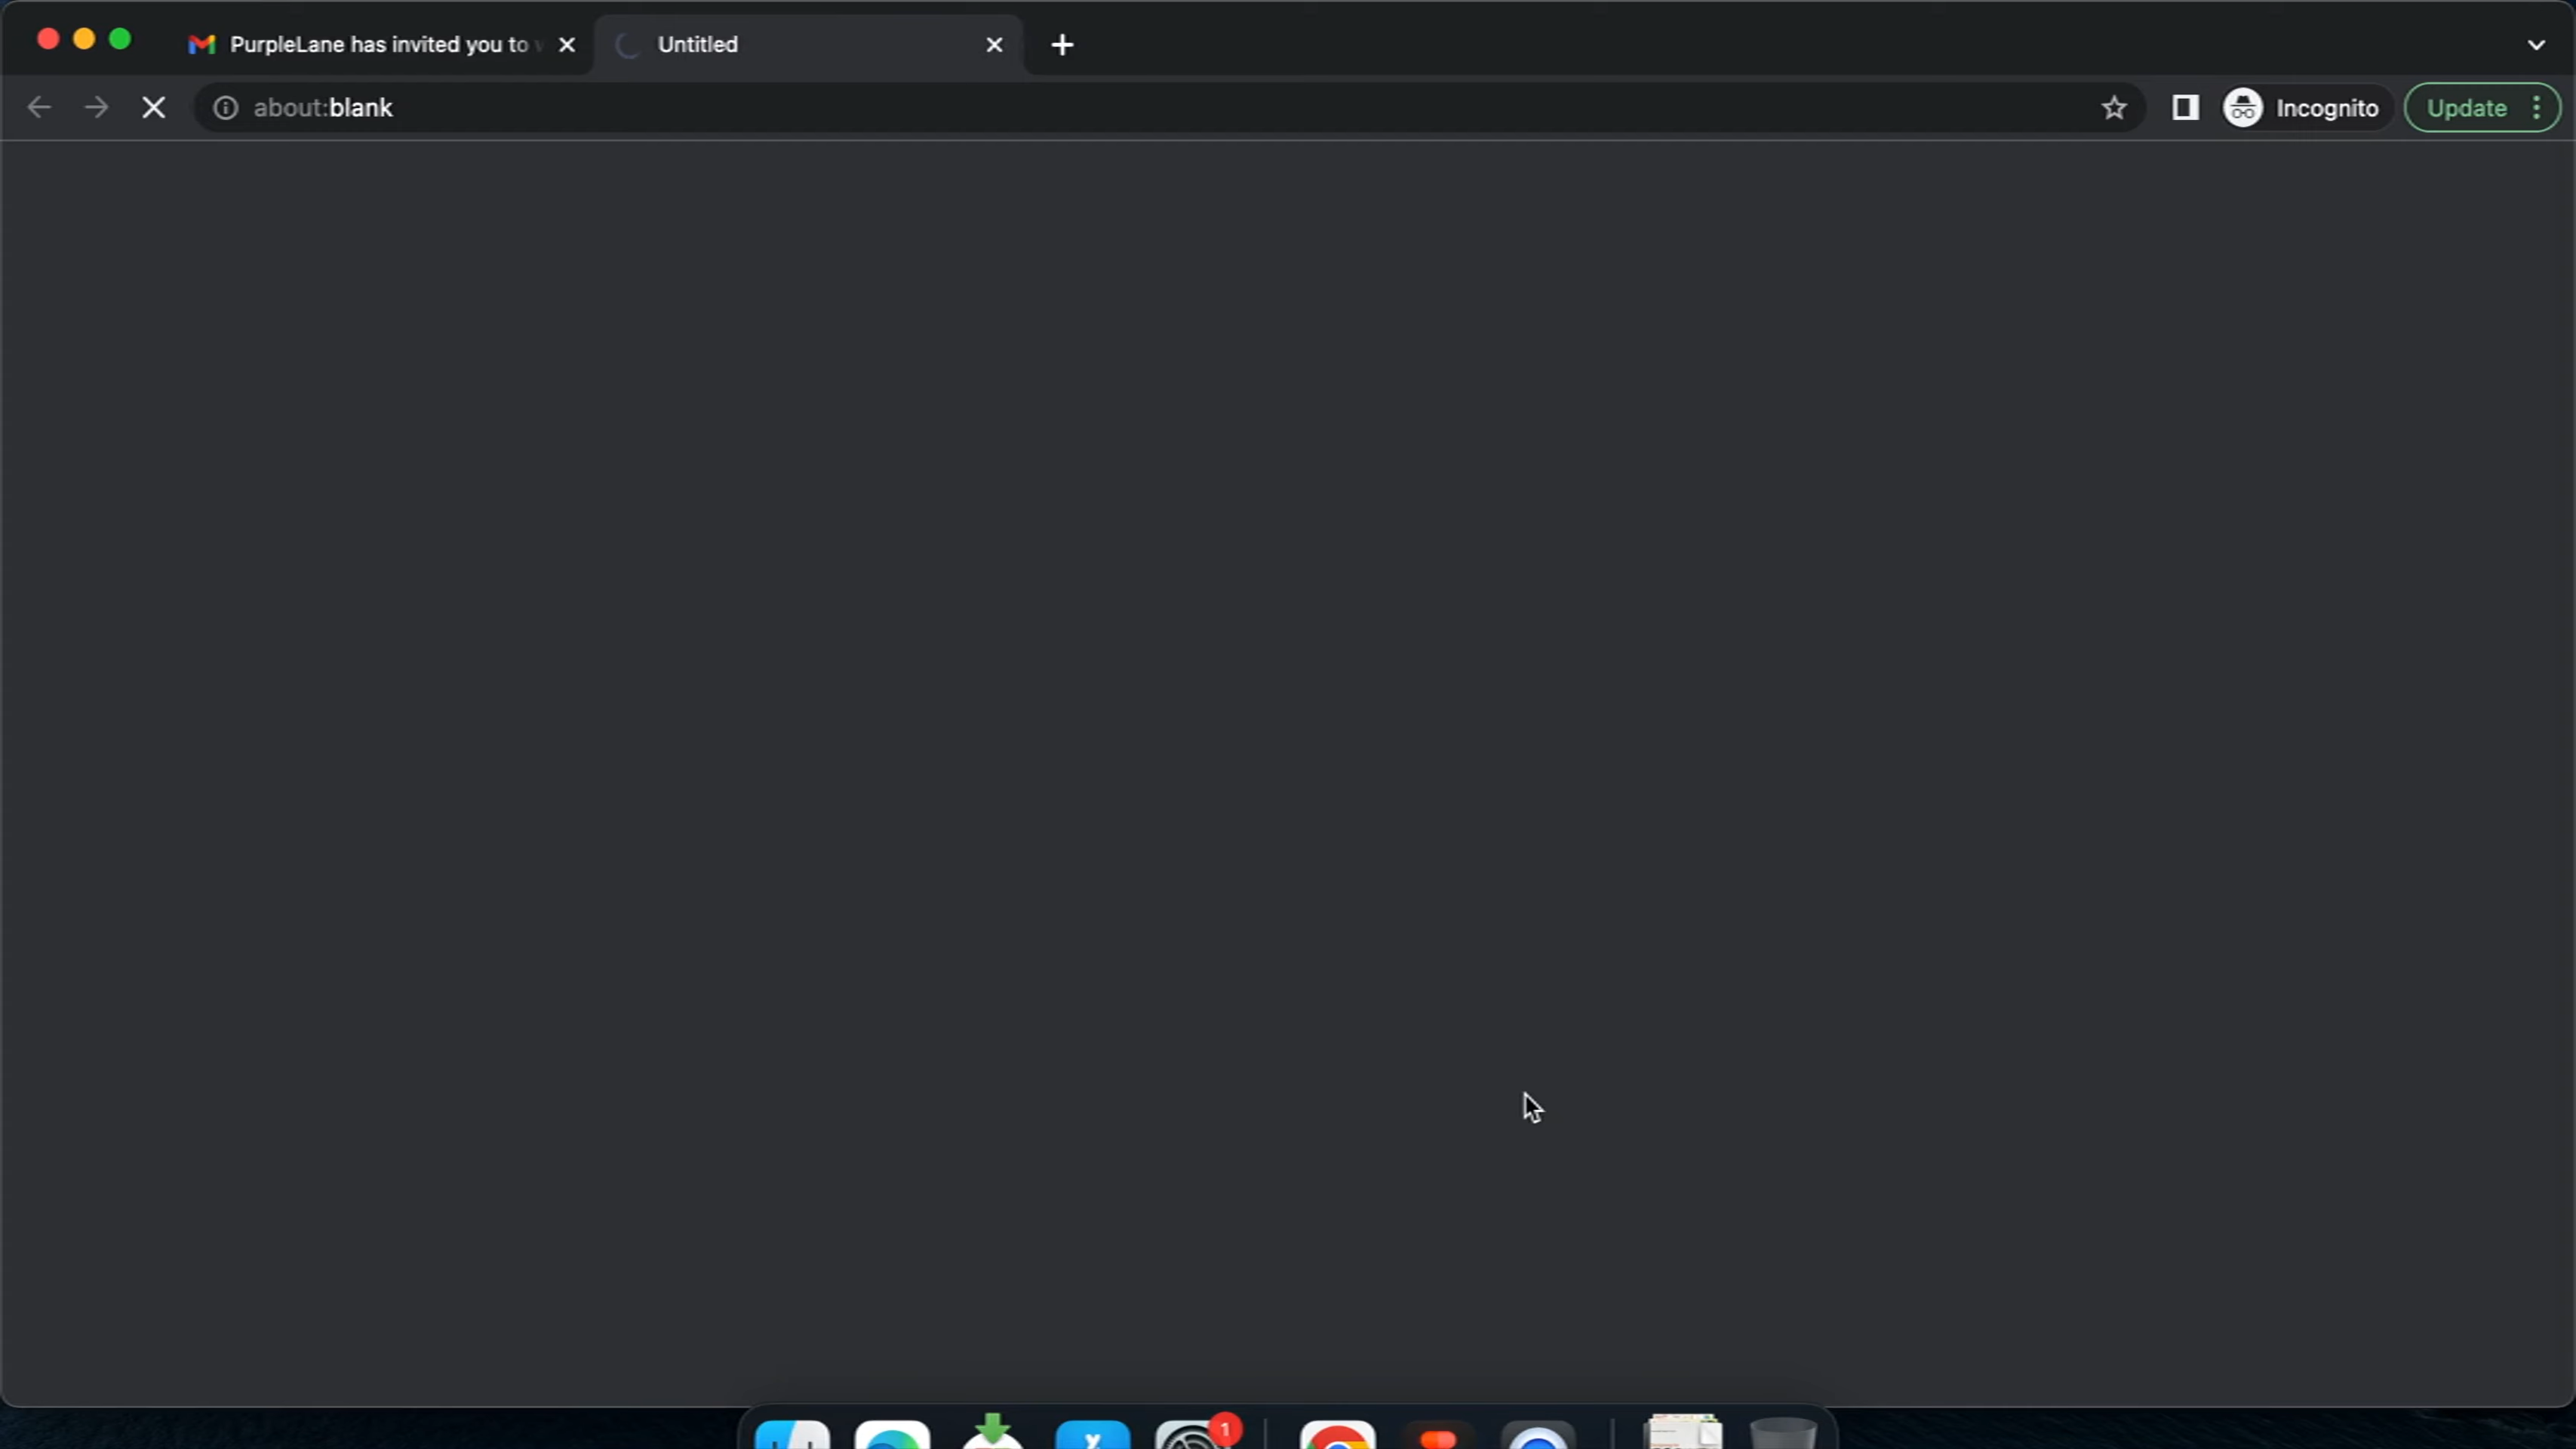 PurpleLane has invited you to
Untitled
about:blank
Incognito
Update
1